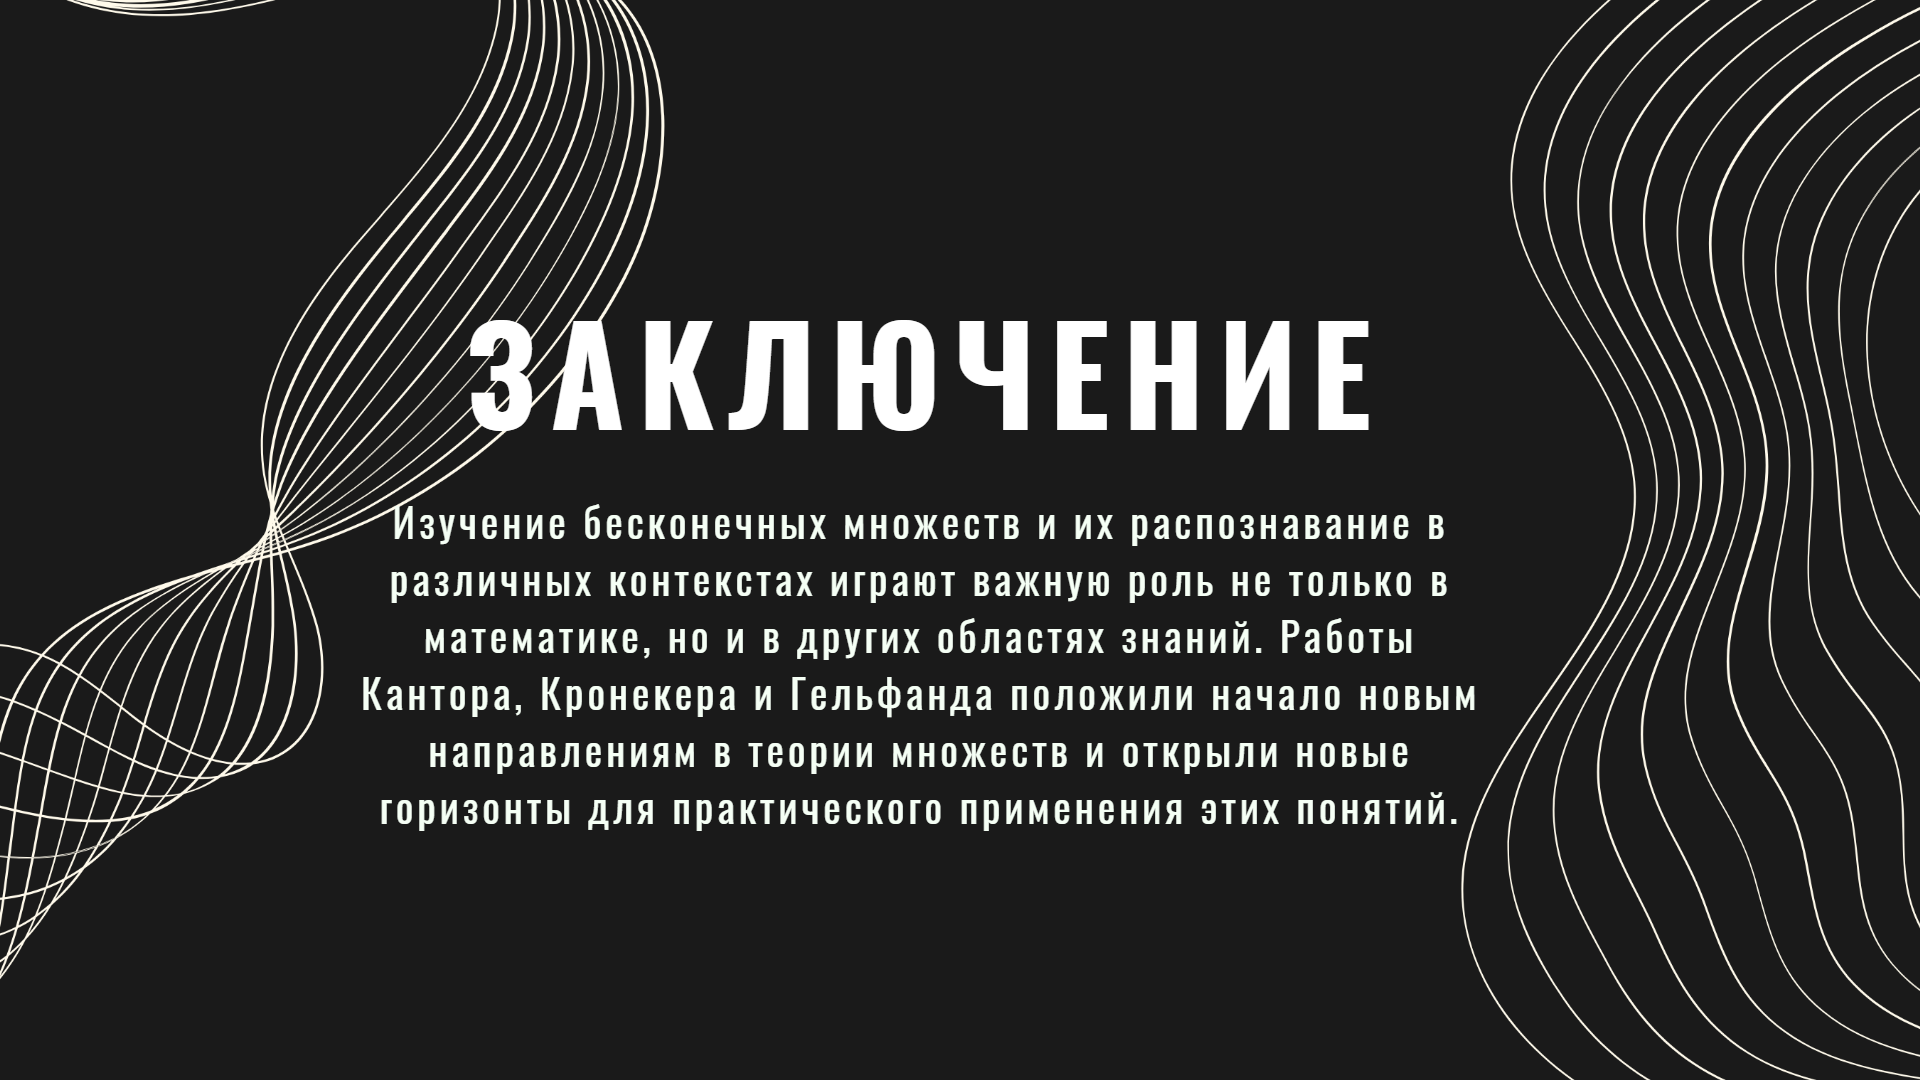 ЗАКЛЮЧЕНИЕ
Изучение бесконечных множеств и их распознавание в
различных контекстах играют важную роль не только в
математике, но и в других областях знаний. Работы
Кантора, Кронекера и Гельфанда положили начало новым
направлениям в теории множеств и открыли новые
горизонты для практического применения этих понятий.